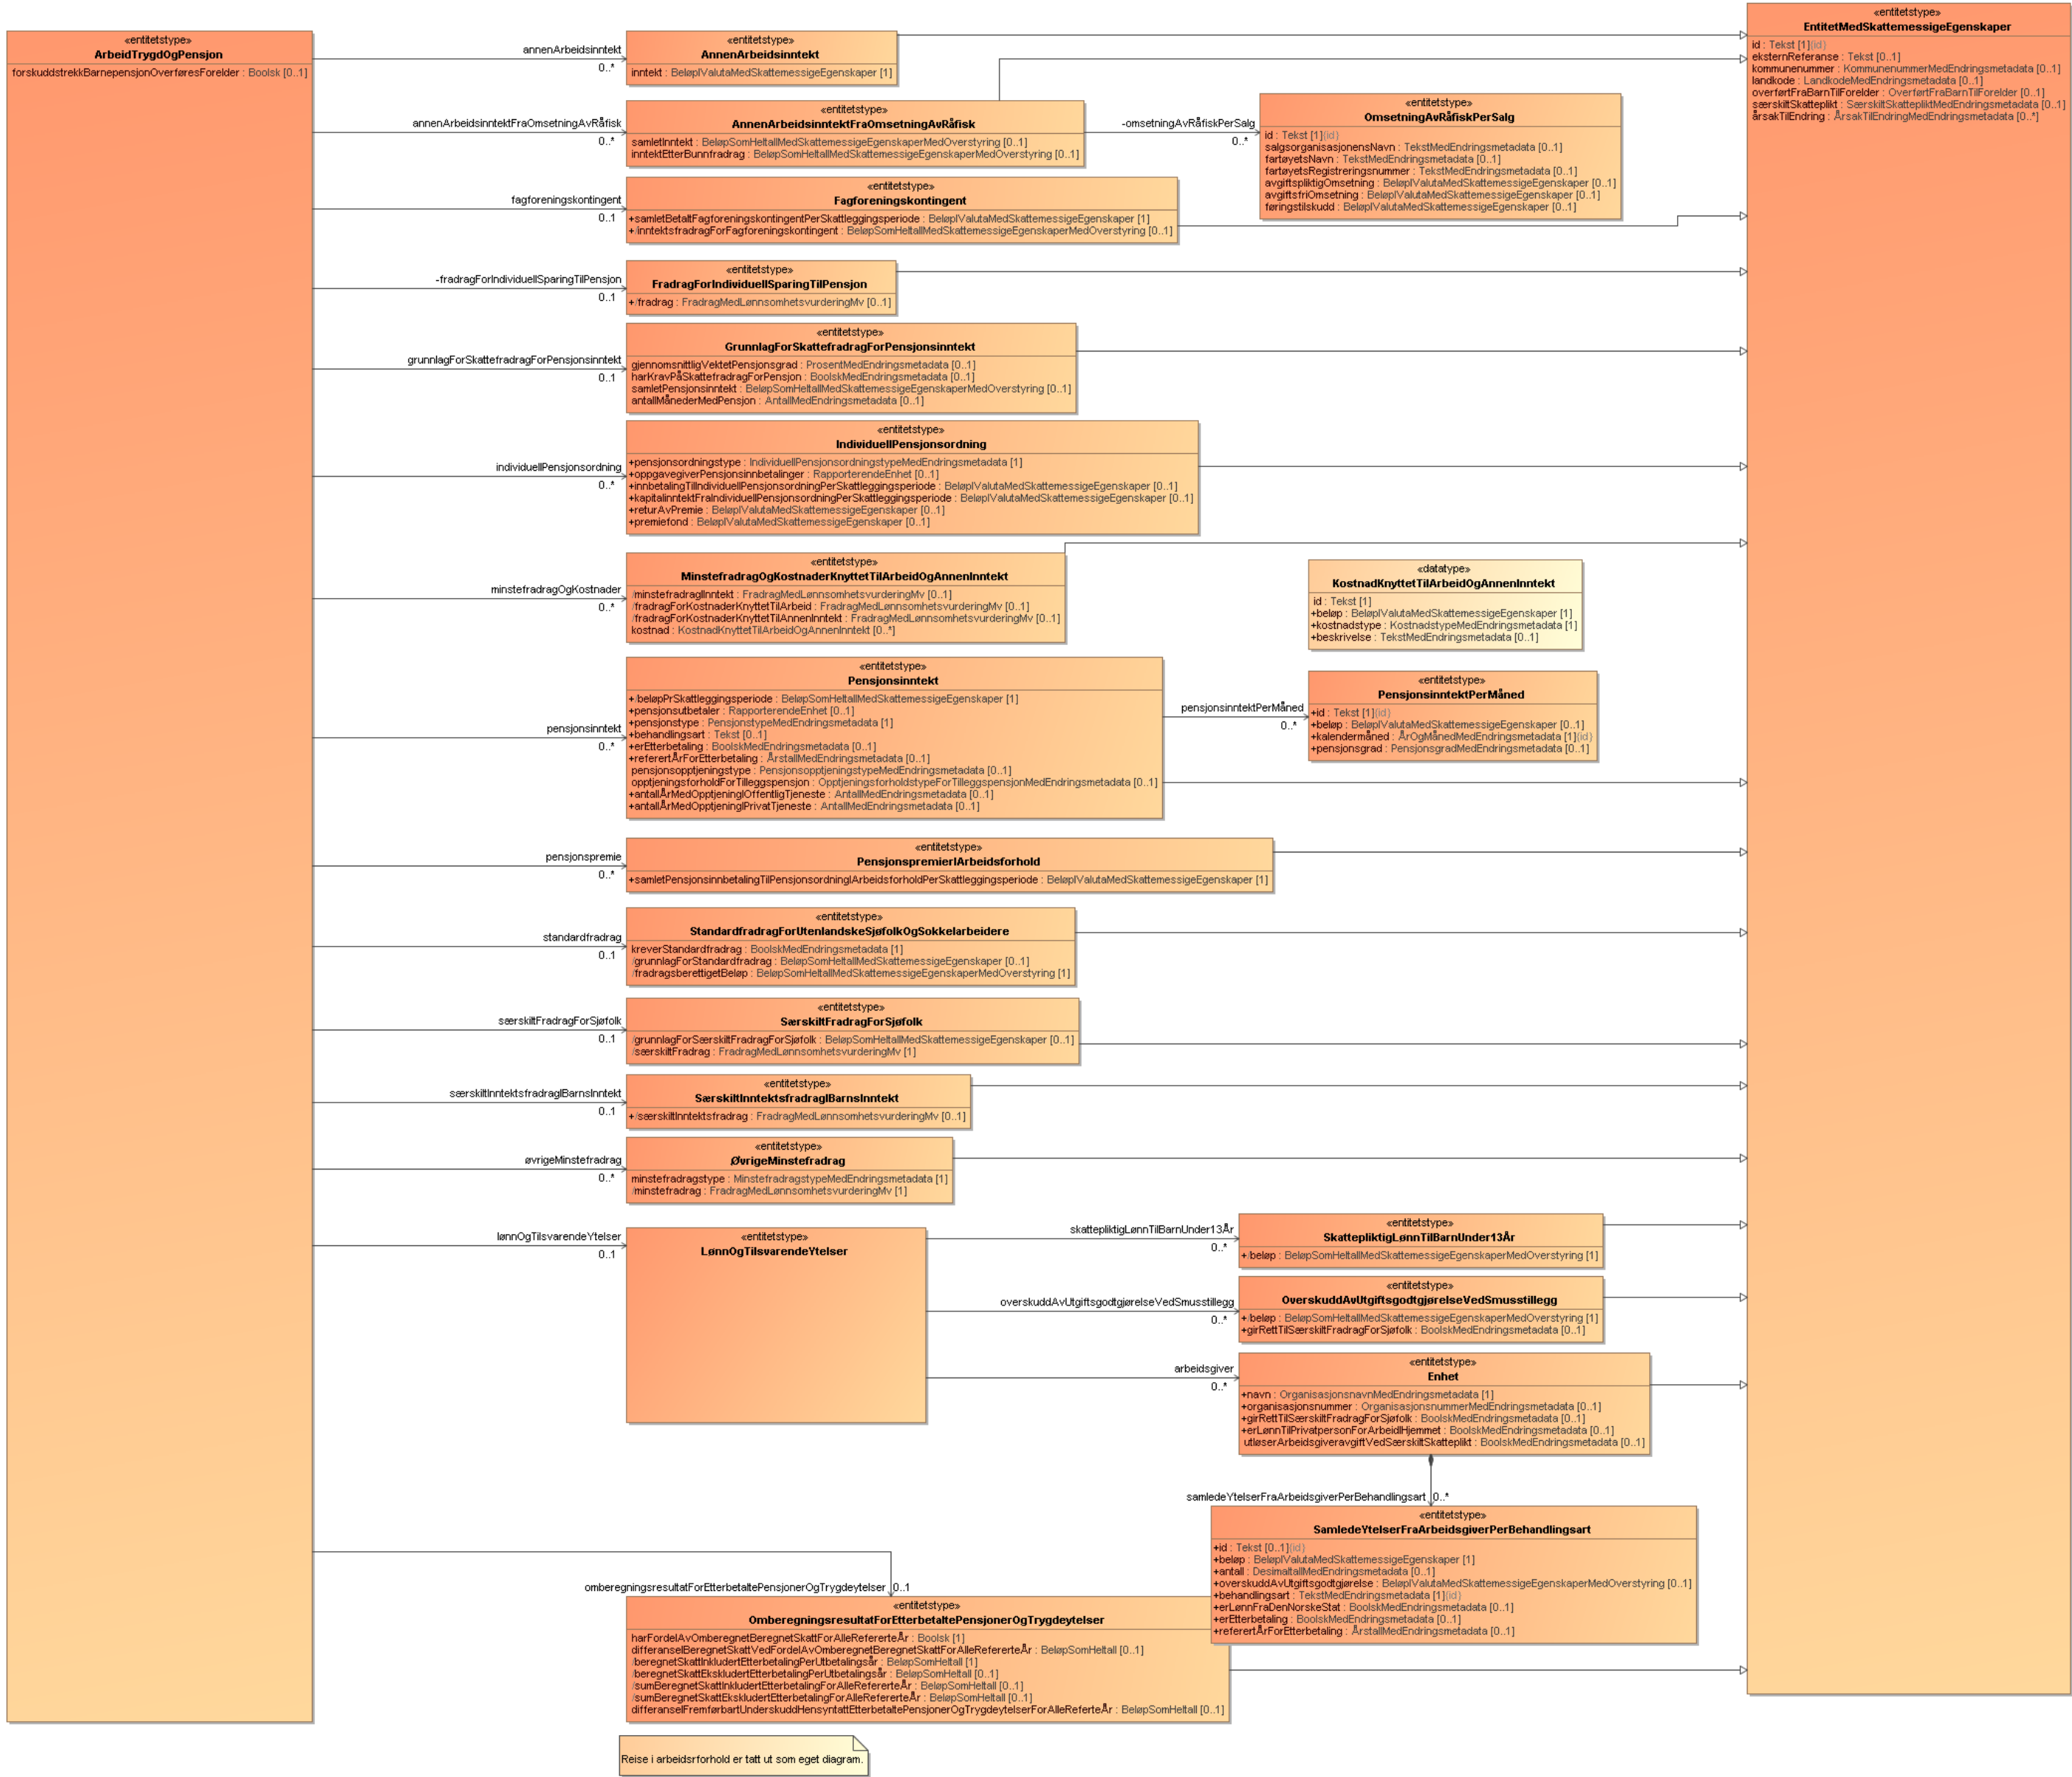 «entitetstype»
ArbeidTrygdOgPensjon
forskuddstrekkBarnepensjonOverføresForelder : Boolsk [0..1]
annenArbeidsinntekt
0..*
«entitetstype»
AnnenArbeidsinntekt
inntekt : BeløpIValutaMedSkattemessigeEgenskaper [1]
«entitetstype»
EntitetMedSkattemessigeEgenskaper
id : Tekst [1]{id}
eksternReferanse : Tekst [0..1]
kommunenummer : KommunenummerMedEndringsmetadata [0..1]
landkode : LandkodeMedEndringsmetadata [0..1]
overførtFraBarnTilForelder : OverførtFraBarnTilForelder [0..1]
særskiltSkatteplikt : SærskiltSkattepliktMedEndringsmetadata [0..1]
årsakTilEndring : ÅrsakTilEndringMedEndringsmetadata [0..*]
annenArbeidsinntektFraOmsetningAvRåfisk
0..*
«entitetstype»
AnnenArbeidsinntektFraOmsetningAvRåfisk
samletInntekt : BeløpSomHeltallMedSkattemessigeEgenskaperMedOverstyring [0..1]
inntektEtterBunnfradrag : BeløpSomHeltallMedSkattemessigeEgenskaperMedOverstyring [0..1]
-omsetningAvRåfiskPerSalg
0..*
«entitetstype»
OmsetningAvRåfiskPerSalg
id : Tekst [1]{id}
salgsorganisasjonensNavn : TekstMedEndringsmetadata [0..1]
fartøyetsNavn : TekstMedEndringsmetadata [0..1]
fartøyetsRegistreringsnummer : TekstMedEndringsmetadata [0..1]
avgiftspliktigOmsetning : BeløpIValutaMedSkattemessigeEgenskaper [0..1]
avgiftsfriOmsetning : BeløpIValutaMedSkattemessigeEgenskaper [0..1]
føringstilskudd : BeløpIValutaMedSkattemessigeEgenskaper [0..1]
fagforeningskontingent
0..1
«entitetstype»
Fagforeningskontingent
+samletBetaltFagforeningskontingentPerSkattleggingsperiode : BeløpIValutaMedSkattemessigeEgenskaper [1]
+/inntektsfradragForFagforeningskontingent : BeløpSomHeltallMedSkattemessigeEgenskaperMedOverstyring [0..1]
-fradragForIndividuellSparingTilPensjon
0..1
«entitetstype»
FradragForIndividuellSparingTilPensjon
+/fradrag : FradragMedLønnsomhetsvurderingMv [0..1]
grunnlagForSkattefradragForPensjonsinntekt
0..1
«entitetstype»
GrunnlagForSkattefradragForPensjonsinntekt
gjennomsnittligVektetPensjonsgrad : ProsentMedEndringsmetadata [0..1]
harKravPåSkattefradragForPensjon : BoolskMedEndringsmetadata [0..1]
samletPensjonsinntekt : BeløpSomHeltallMedSkattemessigeEgenskaperMedOverstyring [0..1]
antallMånederMedPensjon : AntallMedEndringsmetadata [0..1]
individuellPensjonsordning
0..*
«entitetstype»
IndividuellPensjonsordning
+pensjonsordningstype : IndividuellPensjonsordningstypeMedEndringsmetadata [1]
+oppgavegiverPensjonsinnbetalinger : RapporterendeEnhet [0..1]
+innbetalingTilIndividuellPensjonsordningPerSkattleggingsperiode : BeløpIValutaMedSkattemessigeEgenskaper [0..1]
+kapitalinntektFraIndividuellPensjonsordningPerSkattleggingsperiode : BeløpIValutaMedSkattemessigeEgenskaper [0..1]
+returAvPremie : BeløpIValutaMedSkattemessigeEgenskaper [0..1]
+premiefond : BeløpIValutaMedSkattemessigeEgenskaper [0..1]
minstefradragOgKostnader
0..*
«entitetstype»
MinstefradragOgKostnaderKnyttetTilArbeidOgAnnenInntekt
/minstefradragIInntekt : FradragMedLønnsomhetsvurderingMv [0..1]
/fradragForKostnaderKnyttetTilArbeid : FradragMedLønnsomhetsvurderingMv [0..1]
/fradragForKostnaderKnyttetTilAnnenInntekt : FradragMedLønnsomhetsvurderingMv [0..1]
kostnad : KostnadKnyttetTilArbeidOgAnnenInntekt [0..*]
«datatype»
KostnadKnyttetTilArbeidOgAnnenInntekt
id : Tekst [1]
+beløp : BeløpIValutaMedSkattemessigeEgenskaper [1]
+kostnadstype : KostnadstypeMedEndringsmetadata [1]
+beskrivelse : TekstMedEndringsmetadata [0..1]
pensjonsinntekt
0..*
«entitetstype»
Pensjonsinntekt
+/beløpPrSkattleggingsperiode : BeløpSomHeltallMedSkattemessigeEgenskaper [1]
+pensjonsutbetaler : RapporterendeEnhet [0..1]
+pensjonstype : PensjonstypeMedEndringsmetadata [1]
+behandlingsart : Tekst [0..1]
+erEtterbetaling : BoolskMedEndringsmetadata [0..1]
+referertÅrForEtterbetaling : ÅrstallMedEndringsmetadata [0..1]
pensjonsopptjeningstype : PensjonsopptjeningstypeMedEndringsmetadata [0..1]
opptjeningsforholdForTilleggspensjon : OpptjeningsforholdstypeForTilleggspensjonMedEndringsmetadata [0..1]
+antallÅrMedOpptjeningIOffentligTjeneste : AntallMedEndringsmetadata [0..1]
+antallÅrMedOpptjeningIPrivatTjeneste : AntallMedEndringsmetadata [0..1]
pensjonsinntektPerMåned
0..*
«entitetstype»
PensjonsinntektPerMåned
+id : Tekst [1]{id}
+beløp : BeløpIValutaMedSkattemessigeEgenskaper [0..1]
+kalendermåned : ÅrOgMånedMedEndringsmetadata [1]{id}
+pensjonsgrad : PensjonsgradMedEndringsmetadata [0..1]
pensjonspremie
0..*
«entitetstype»
PensjonspremierIArbeidsforhold
+samletPensjonsinnbetalingTilPensjonsordningIArbeidsforholdPerSkattleggingsperiode : BeløpIValutaMedSkattemessigeEgenskaper [1]
standardfradrag
0..1
«entitetstype»
StandardfradragForUtenlandskeSjøfolkOgSokkelarbeidere
kreverStandardfradrag : BoolskMedEndringsmetadata [1]
/grunnlagForStandardfradrag : BeløpSomHeltallMedSkattemessigeEgenskaper [0..1]
/fradragsberettigetBeløp : BeløpSomHeltallMedSkattemessigeEgenskaperMedOverstyring [1]
særskiltFradragForSjøfolk
0..1
«entitetstype»
SærskiltFradragForSjøfolk
/grunnlagForSærskiltFradragForSjøfolk : BeløpSomHeltallMedSkattemessigeEgenskaper [0..1]
/særskiltFradrag : FradragMedLønnsomhetsvurderingMv [1]
særskiltInntektsfradragIBarnsInntekt
0..1
«entitetstype»
SærskiltInntektsfradragIBarnsInntekt
+/særskiltInntektsfradrag : FradragMedLønnsomhetsvurderingMv [0..1]
øvrigeMinstefradrag
0..*
«entitetstype»
ØvrigeMinstefradrag
minstefradragstype : MinstefradragstypeMedEndringsmetadata [1]
/minstefradrag : FradragMedLønnsomhetsvurderingMv [1]
lønnOgTilsvarendeYtelser
0..1
«entitetstype»
LønnOgTilsvarendeYtelser
skattepliktigLønnTilBarnUnder13År
0..*
«entitetstype»
SkattepliktigLønnTilBarnUnder13År
+/beløp : BeløpSomHeltallMedSkattemessigeEgenskaperMedOverstyring [1]
overskuddAvUtgiftsgodtgjørelseVedSmusstillegg
0..*
«entitetstype»
OverskuddAvUtgiftsgodtgjørelseVedSmusstillegg
+/beløp : BeløpSomHeltallMedSkattemessigeEgenskaperMedOverstyring [1]
+girRettTilSærskiltFradragForSjøfolk : BoolskMedEndringsmetadata [0..1]
arbeidsgiver
0..*
«entitetstype»
Enhet
+navn : OrganisasjonsnavnMedEndringsmetadata [1]
+organisasjonsnummer : OrganisasjonsnummerMedEndringsmetadata [0..1]
+girRettTilSærskiltFradragForSjøfolk : BoolskMedEndringsmetadata [0..1]
+erLønnTilPrivatpersonForArbeidIHjemmet : BoolskMedEndringsmetadata [0..1]
utløserArbeidsgiveravgiftVedSærskiltSkatteplikt : BoolskMedEndringsmetadata [0..1]
samledeYtelserFraArbeidsgiverPerBehandlingsart
0..*
«entitetstype»
SamledeYtelserFraArbeidsgiverPerBehandlingsart
+id : Tekst [0..1]{id}
+beløp : BeløpIValutaMedSkattemessigeEgenskaper [1]
+antall : DesimaltallMedEndringsmetadata [0..1]
+overskuddAvUtgiftsgodtgjørelse : BeløpIValutaMedSkattemessigeEgenskaperMedOverstyring [0..1]
+behandlingsart : TekstMedEndringsmetadata [1]{id}
+erLønnFraDenNorskeStat : BoolskMedEndringsmetadata [0..1]
+erEtterbetaling : BoolskMedEndringsmetadata [0..1]
+referertÅrForEtterbetaling : ÅrstallMedEndringsmetadata [0..1]
omberegningsresultatForEtterbetaltePensjonerOgTrygdeytelser
0..1
«entitetstype»
OmberegningsresultatForEtterbetaltePensjonerOgTrygdeytelser
harFordelAvOmberegnetBeregnetSkattForAlleRefererteÅr : Boolsk [1]
differanseIBeregnetSkattVedFordelAvOmberegnetBeregnetSkattForAlleRefererteÅr : BeløpSomHeltall [0..1]
/beregnetSkattInkludertEtterbetalingPerUtbetalingsår : BeløpSomHeltall [1]
/beregnetSkattEkskludertEtterbetalingPerUtbetalingsår : BeløpSomHeltall [0..1]
/sumBeregnetSkattInkludertEtterbetalingForAlleRefererteÅr : BeløpSomHeltall [0..1]
/sumBeregnetSkattEkskludertEtterbetalingForAlleRefererteÅr : BeløpSomHeltall [0..1]
differanseIFremførbartUnderskuddHensyntattEtterbetaltePensjonerOgTrygdeytelserForAlleReferteÅr : BeløpSomHeltall [0..1]
Reise i arbeidsrforhold er tatt ut som eget diagram.